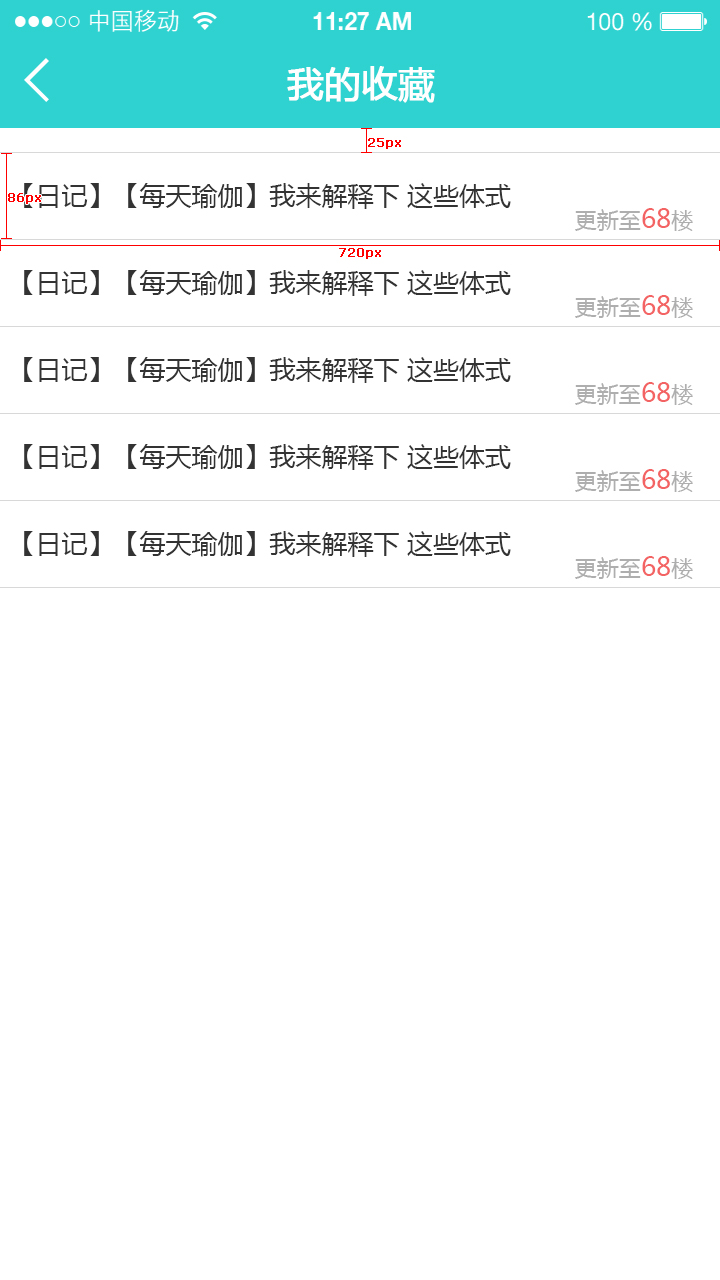 中国移动 11:27 AM 100 %
我的收藏
25px
【日记】【每天瑜伽】我来解释下 这些体式
86px
更新至68楼
720px
【日记】【每天瑜伽】我来解释下 这些体式
更新至68楼
【日记】【每天瑜伽】我来解释下 这些体式
更新至68楼
【日记】【每天瑜伽】我来解释下 这些体式
更新至68楼
【日记】【每天瑜伽】我来解释下 这些体式
更新至68楼